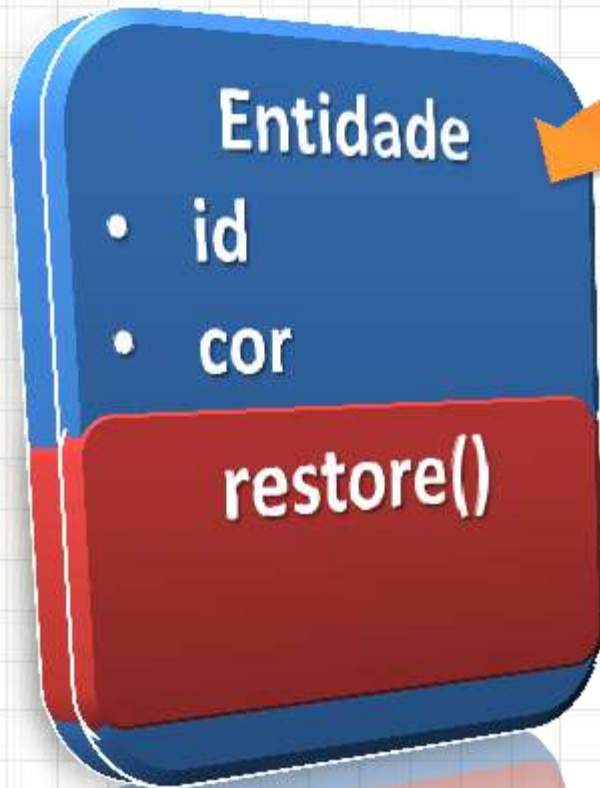 Entidade
• id
• cor
restore()